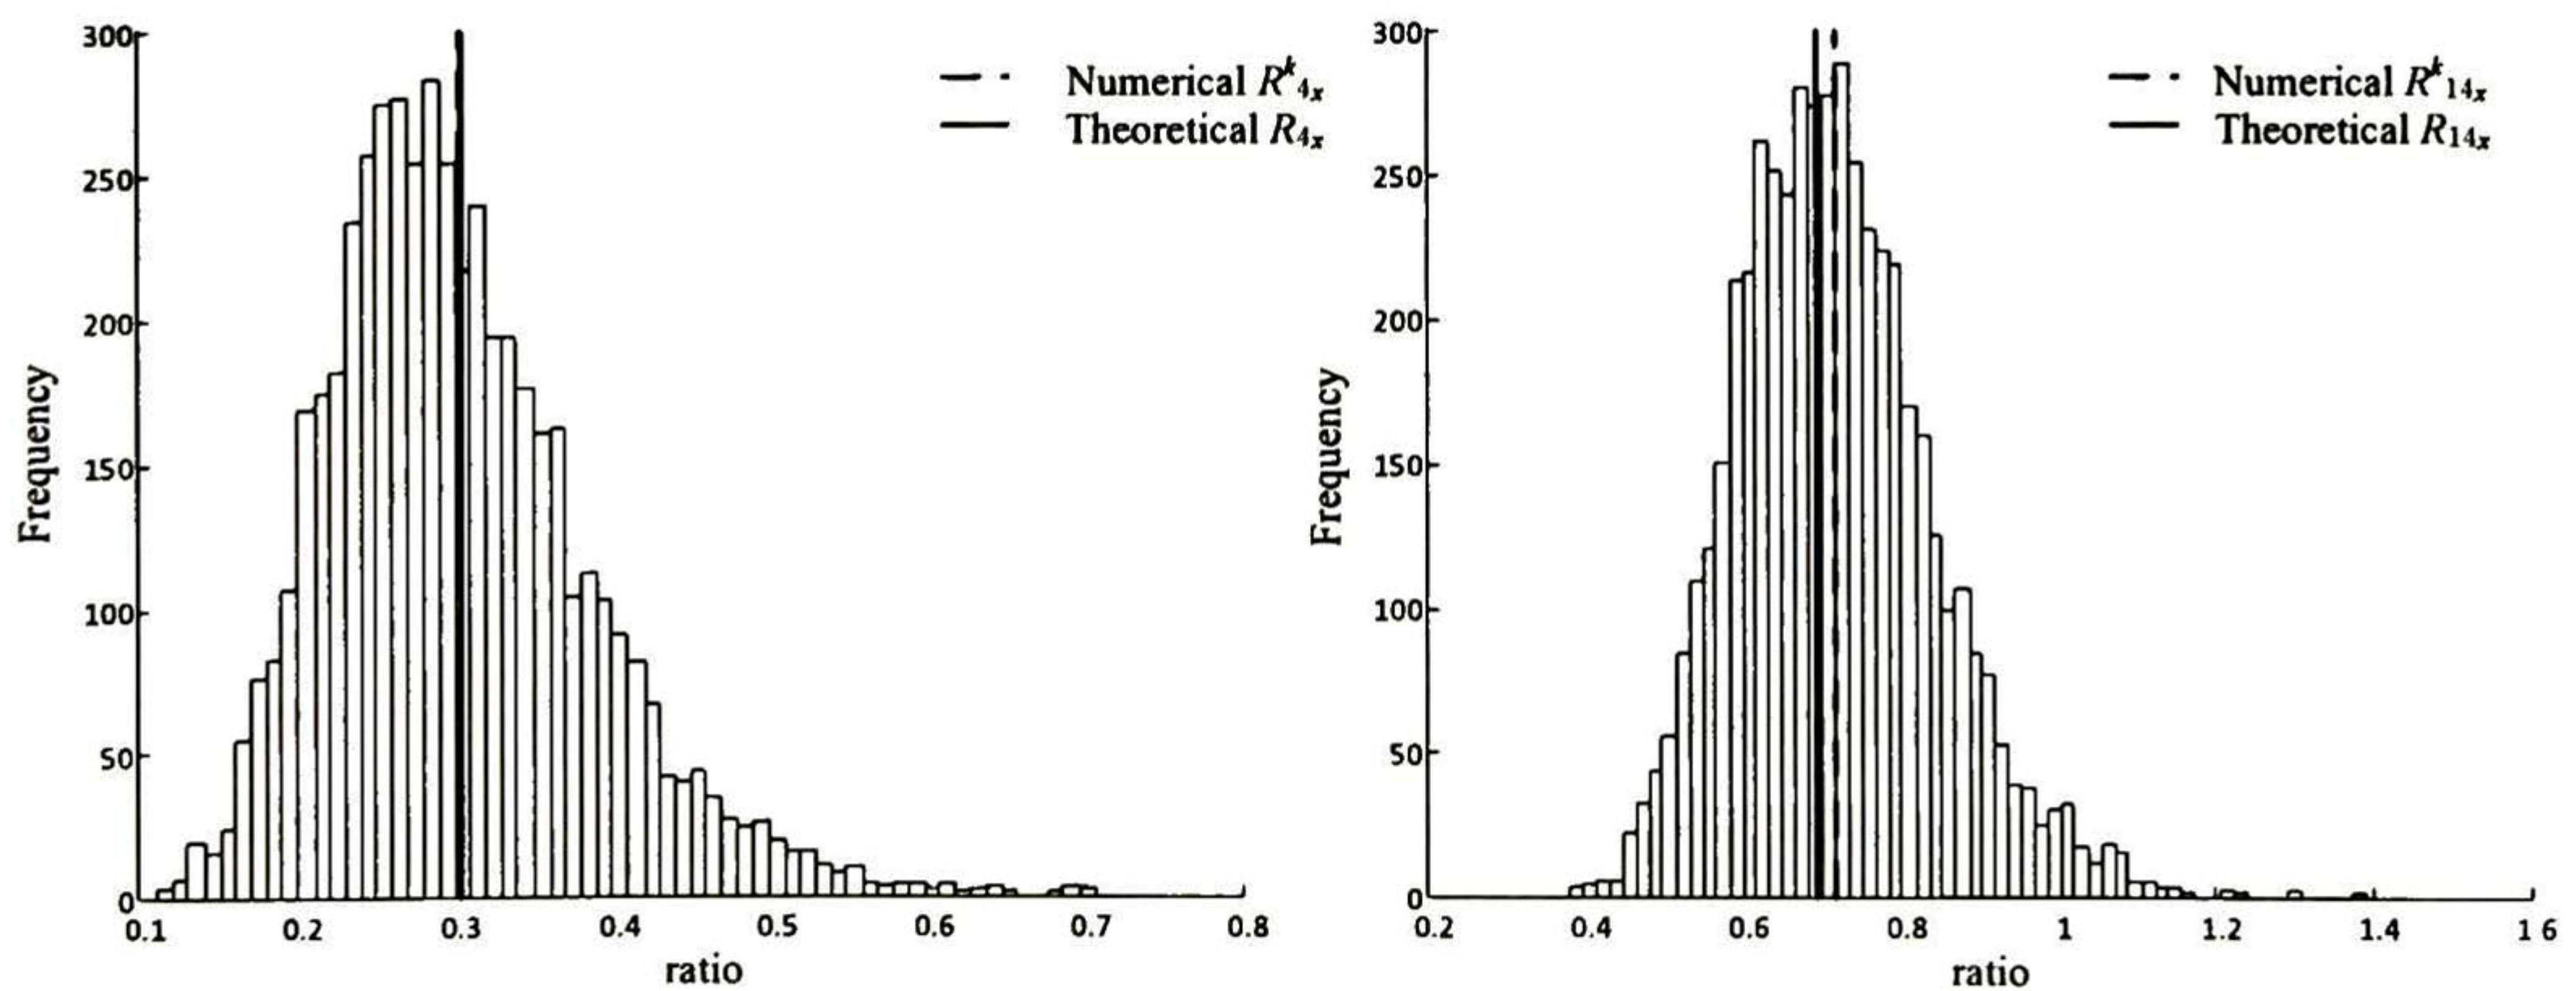 300
250
200
150
100
50
0
Frequency
0.1 0.2 0.3 0.4 0.5 0.6 0.7 0.8
ratio
Numerical R^k_4x
Theoretical R_4x
300
250
200
150
100
50
0
Frequency
0.2 0.4 0.6 0.8 1 1.2 1.4 1 6
ratio
Numerical R^k_14x
Theoretical R_14x